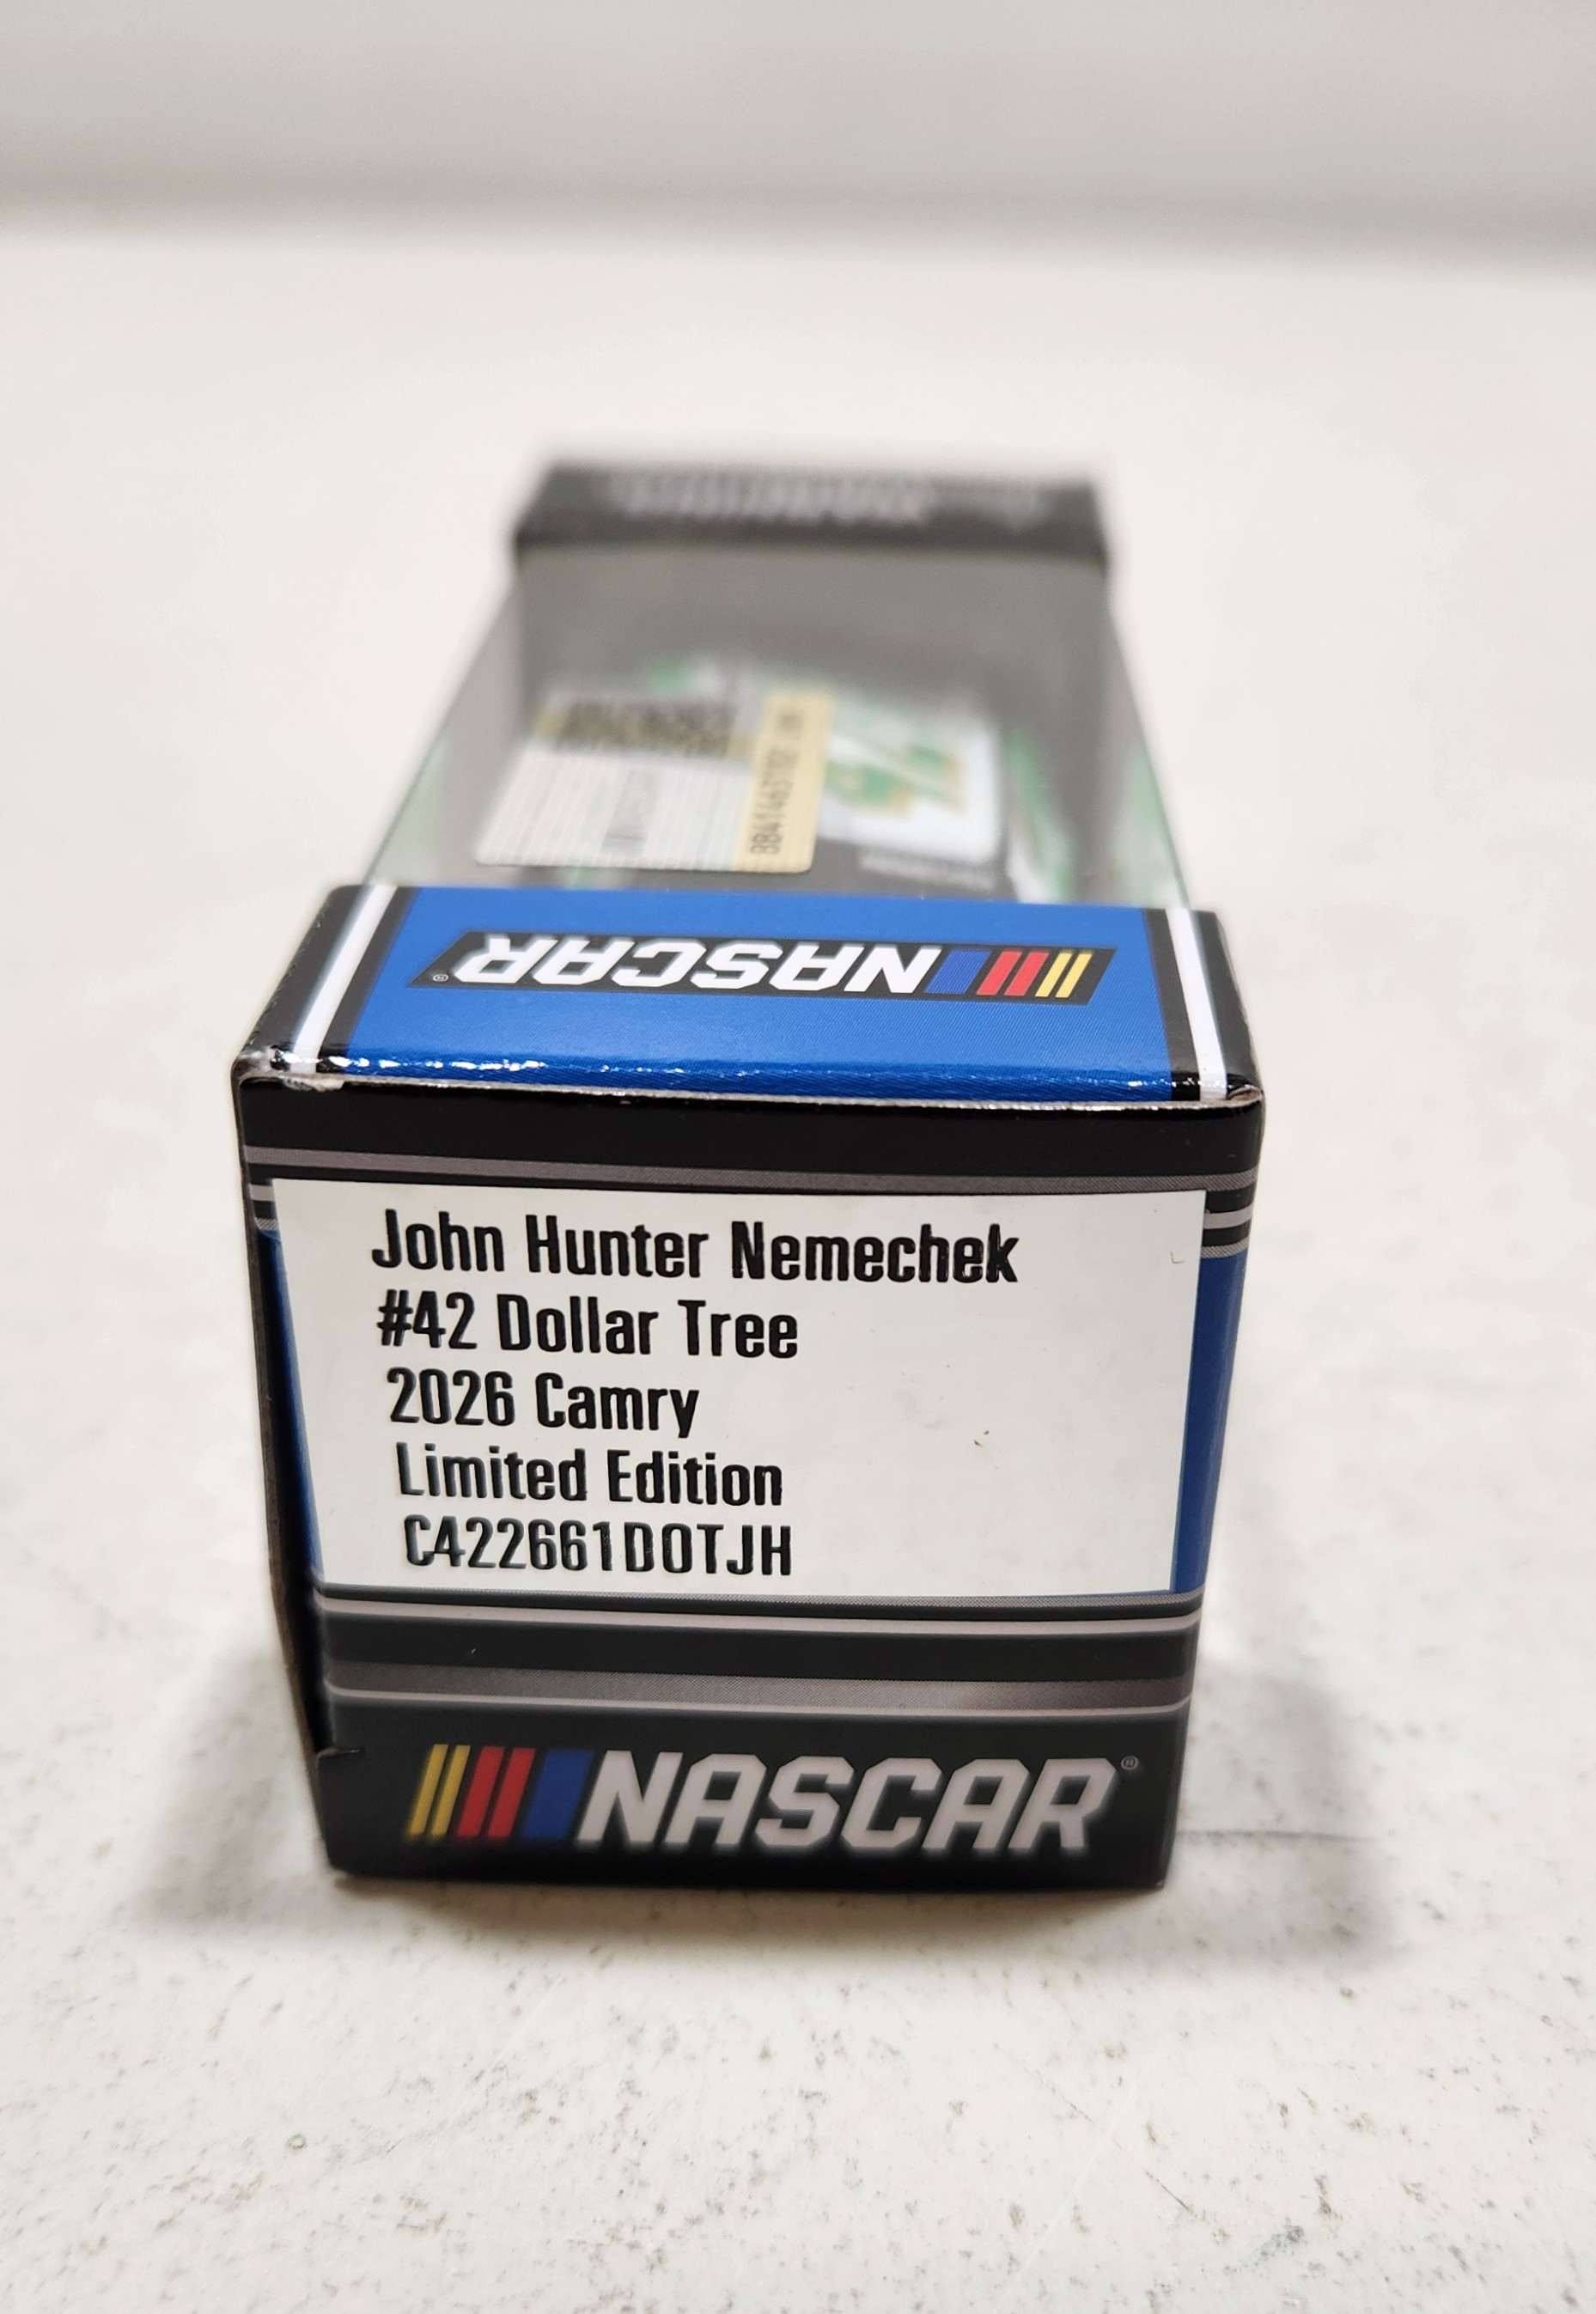 NASCAR®
John Hunter Nemechek
#42 Dollar Tree
2026 Camry
Limited Edition
C422661DOTJH
NASCAR®